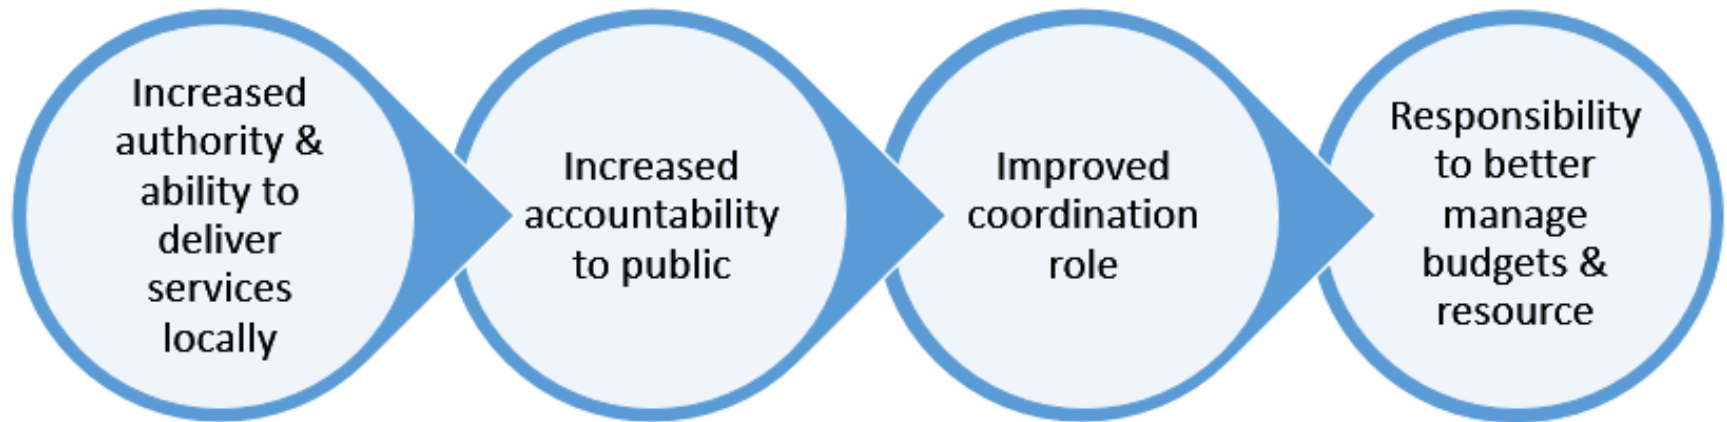 Increased
authority &
ability to
deliver
services
locally
Increased
accountability
to public
Improved
coordination
role
Responsibility
to better
manage
budgets &
resource